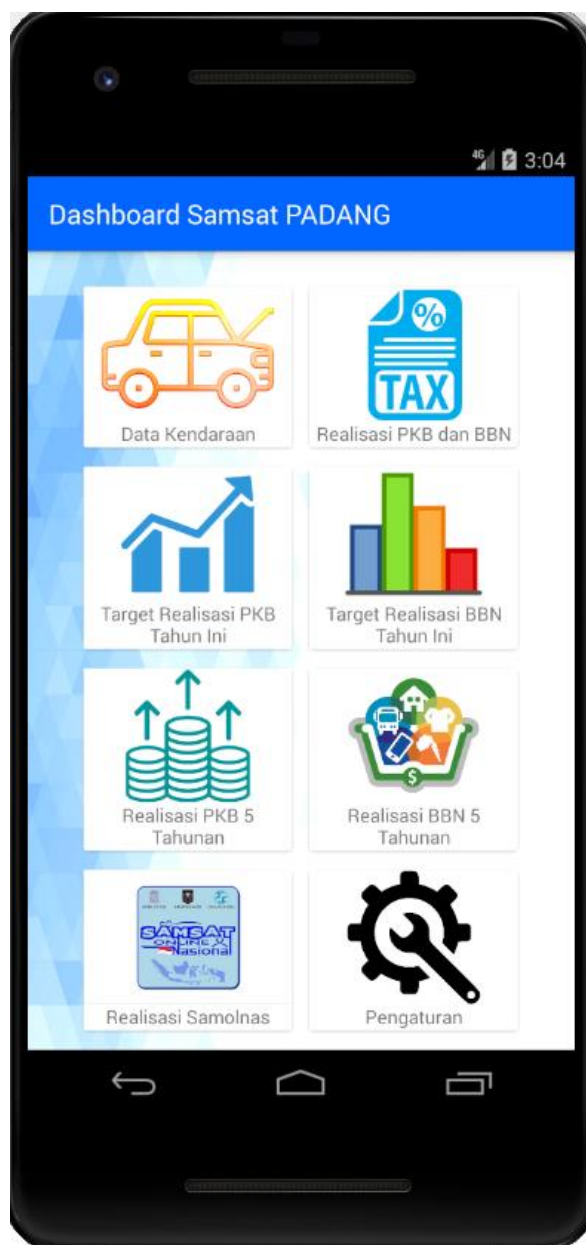 4G 3:04
Dashboard Samsat PADANG
%
TAX
Data Kendaraan
Realisasi PKB dan BBN
Target Realisasi PKB
Tahun Ini
Target Realisasi BBN
Tahun Ini
$
Realisasi PKB 5
Tahunan
Realisasi BBN 5
Tahunan
SAMSAT
ONLINE
Nasional
Realisasi Samolnas
Pengaturan